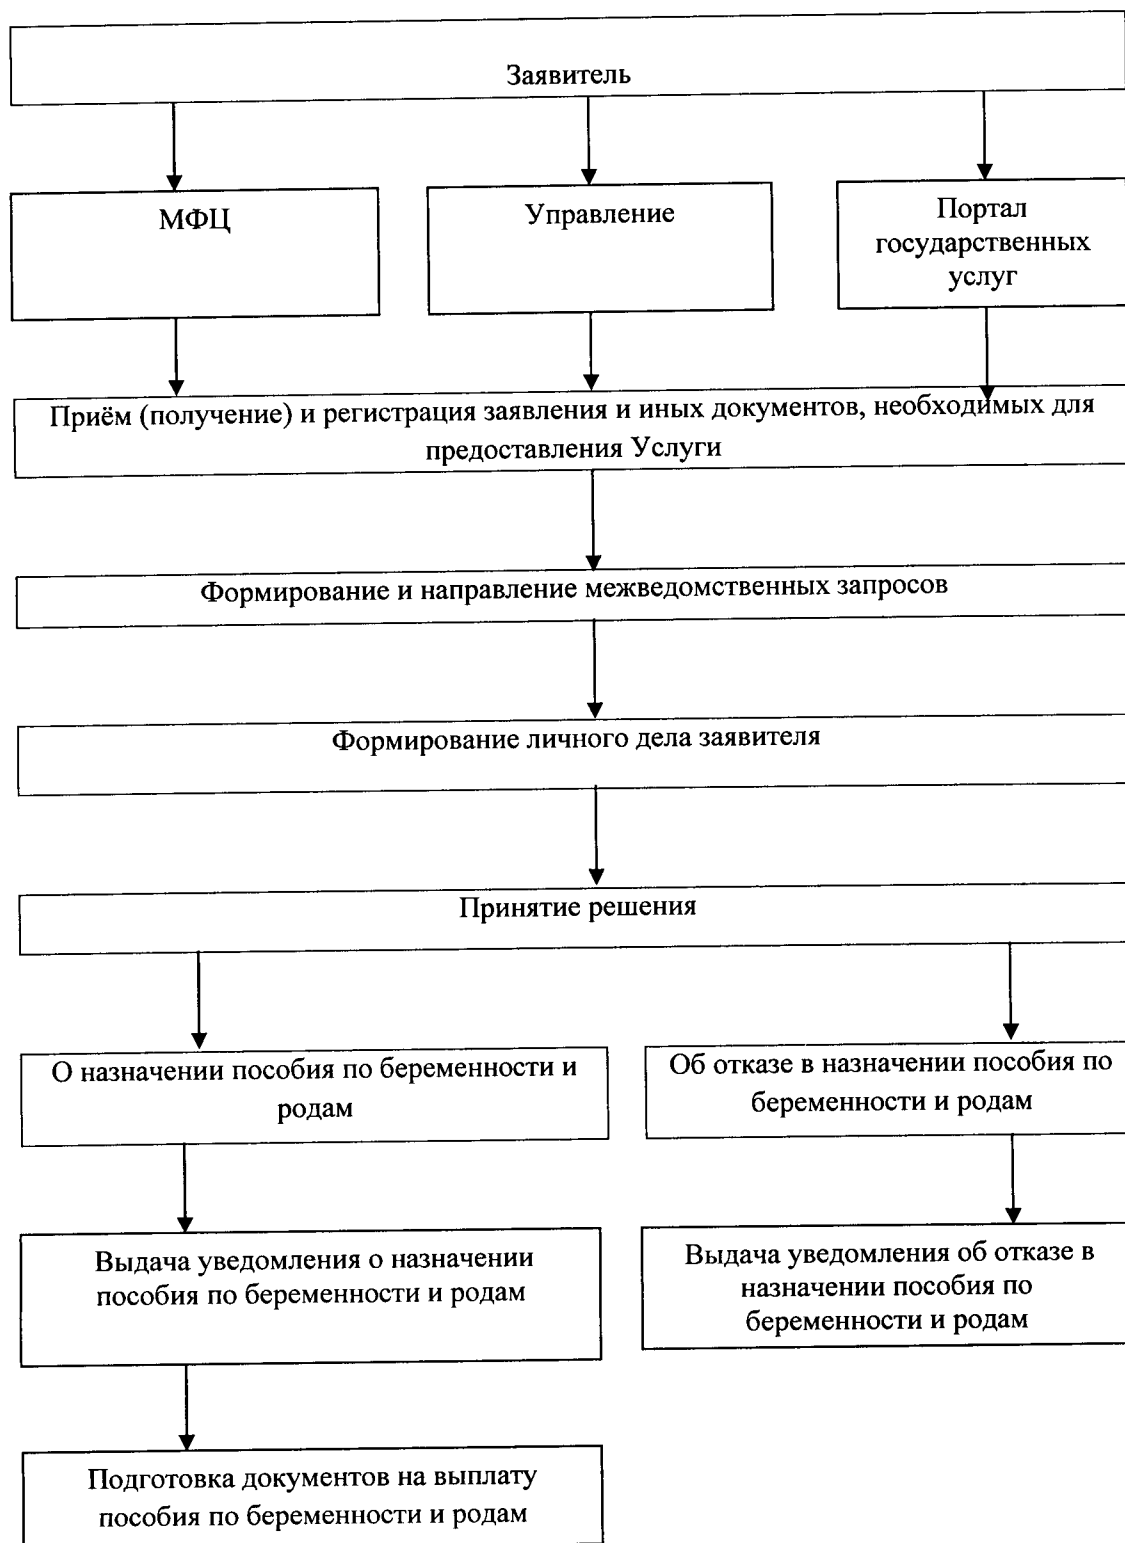 Заявитель
МФЦ
Управление
Портал
государственных
услуг
Приём (получение) и регистрация заявления и иных документов, необходимых для
предоставления Услуги
Формирование и направление межведомственных запросов
Формирование личного дела заявителя
Принятие решения
О назначении пособия по беременности и
родам
Об отказе в назначении пособия по
беременности и родам
Выдача уведомления о назначении
пособия по беременности и родам
Выдача уведомления об отказе в
назначении пособия по
беременности и родам
Подготовка документов на выплату
пособия по беременности и родам